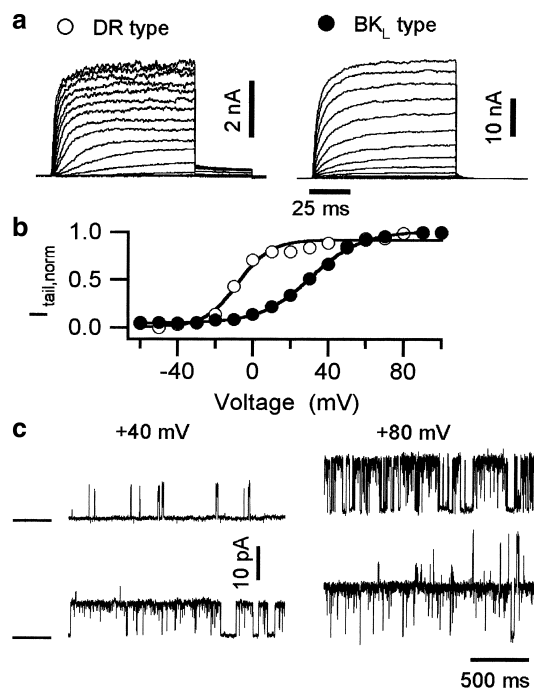 a
DR type
BKL type
2 nA
10 nA
25 ms
b
Itail,norm
1.0
0.5
0.0
-40 0 40 80
Voltage (mV)
c
+40 mV
+80 mV
10 pA
500 ms